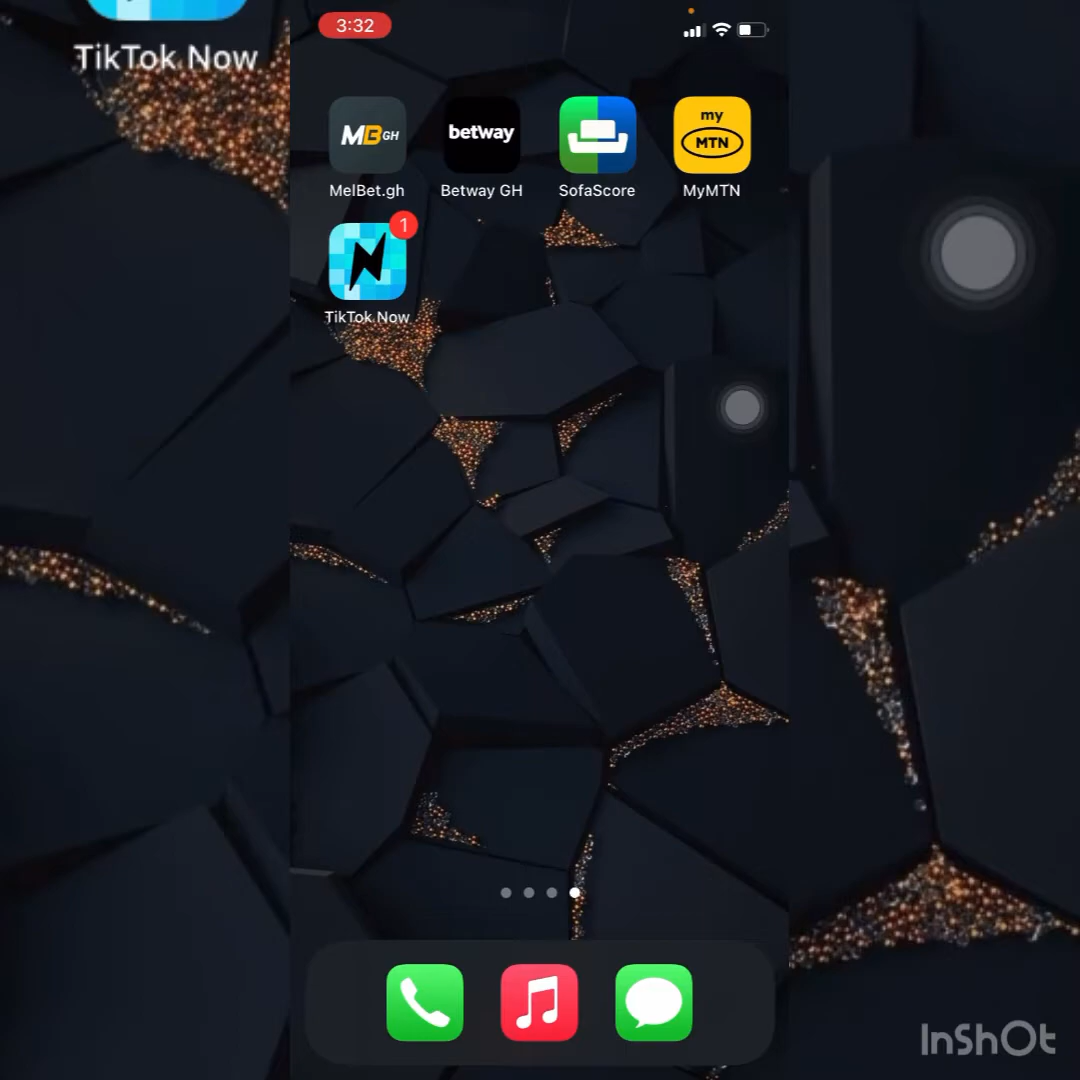 TikTok Now
3:32
MB GH
betway
my
MTN
MelBet.gh
Betway GH
SofaScore
MyMTN
1
N
TikTok Now
InShOt